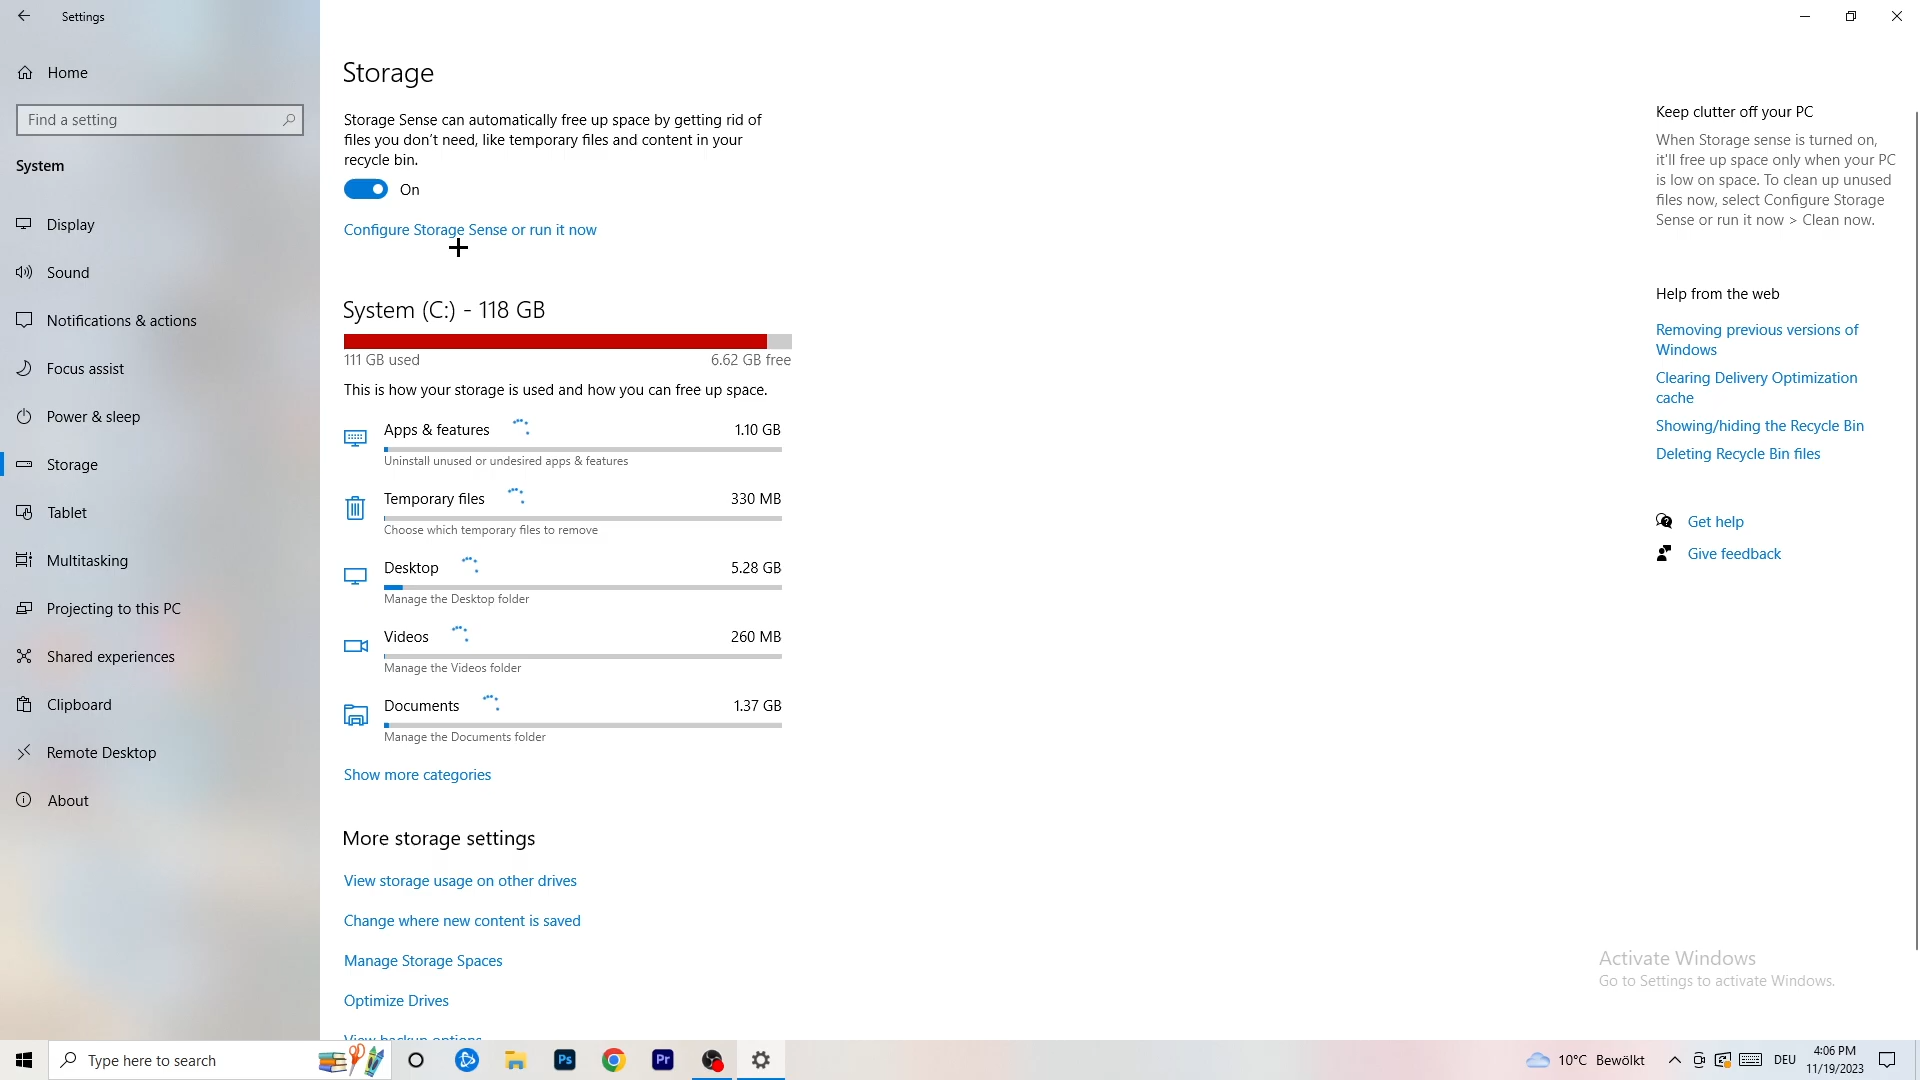 Settings
Home
Find a setting
System
Display
Sound
Notifications & actions
Focus assist
Power & sleep
Storage
Tablet
Multitasking
Projecting to this PC
Shared experiences
Clipboard
Remote Desktop
About
Storage
Storage Sense can automatically free up space by getting rid of
files you don't need, like temporary files and content in your
recycle bin.
On
Configure Storage Sense or run it now
System (C:) - 118 GB
111 GB used
6.62 GB free
This is how your storage is used and how you can free up space.
Apps & features
1.10 GB
Uninstall unused or undesired apps & features
Temporary files
330 MB
Choose which temporary files to remove
Desktop
5.28 GB
Manage the Desktop folder
Videos
260 MB
Manage the Videos folder
Documents
1.37 GB
Manage the Documents folder
Show more categories
More storage settings
View storage usage on other drives
Change where new content is saved
Manage Storage Spaces
Optimize Drives
View backup options
Keep clutter off your PC
When Storage sense is turned on,
it'll free up space only when your PC
is low on space. To clean up unused
files now, select Configure Storage
Sense or run it now > Clean now.
Help from the web
Removing previous versions of
Windows
Clearing Delivery Optimization
cache
Showing/hiding the Recycle Bin
Deleting Recycle Bin files
Get help
Give feedback
Activate Windows
Go to Settings to activate Windows.
Type here to search
Ps
Pr
10°C Bewölkt
DEU
4:06 PM
11/19/2023